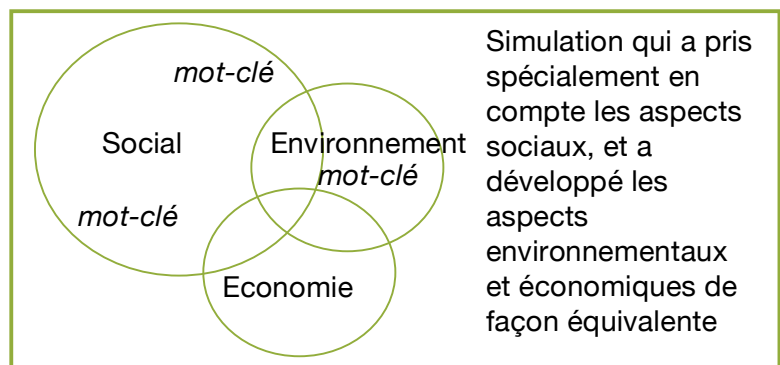 mot-clé
Social
Environnement
mot-clé
mot-clé
Economie
Simulation qui a pris
spécialement en
compte les aspects
sociaux, et a
développé les
aspects
environnementaux
et économiques de
façon équivalente